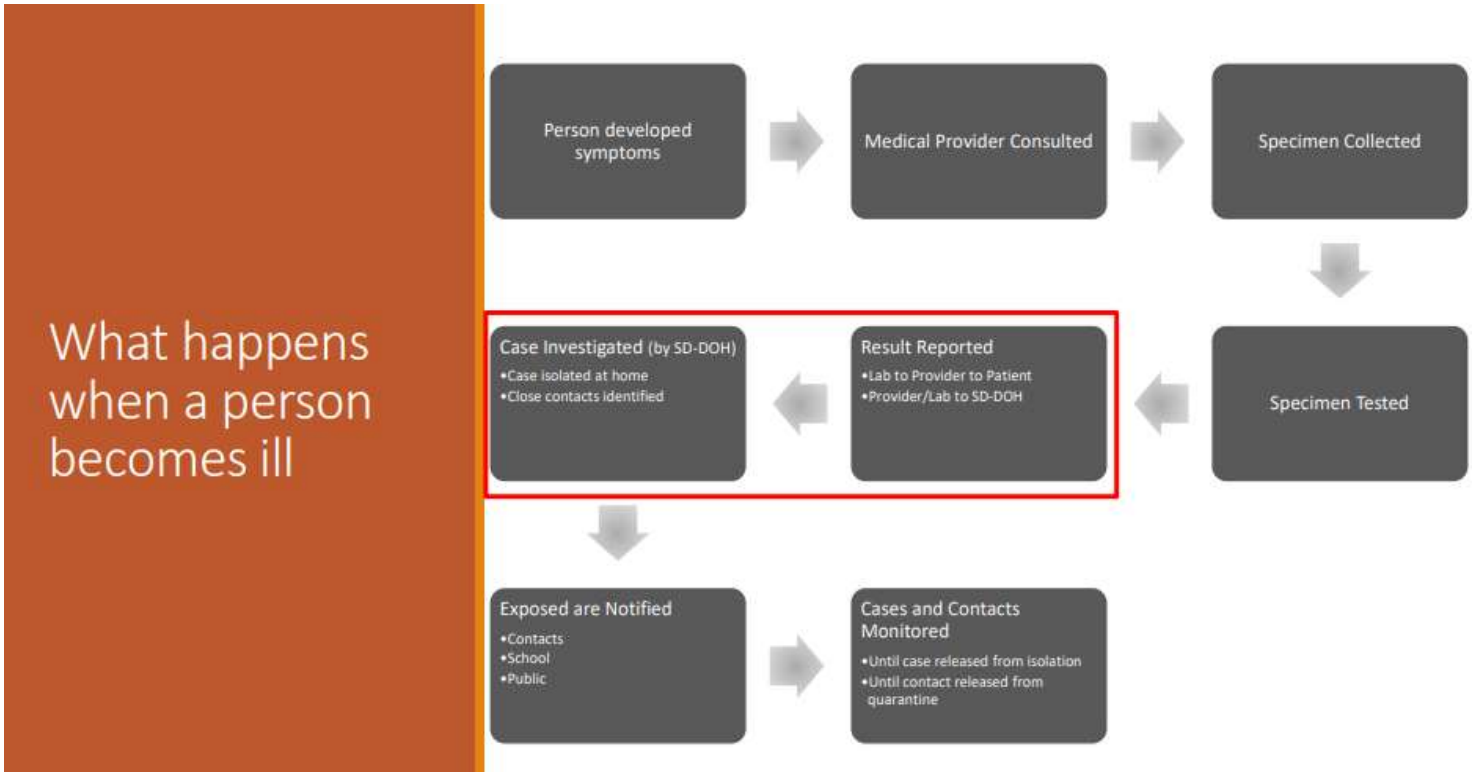 What happens
when a person
becomes ill
Person developed
symptoms
Medical Provider Consulted
Specimen Collected
Specimen Tested
Result Reported
•Lab to Provider to Patient
•Provider/Lab to SD-DOH
Case Investigated (by SD-DOH)
•Case isolated at home
•Close contacts identified
Exposed are Notified
•Contacts
•School
•Public
Cases and Contacts
Monitored
•Until case released from isolation
•Until contact released from
quarantine